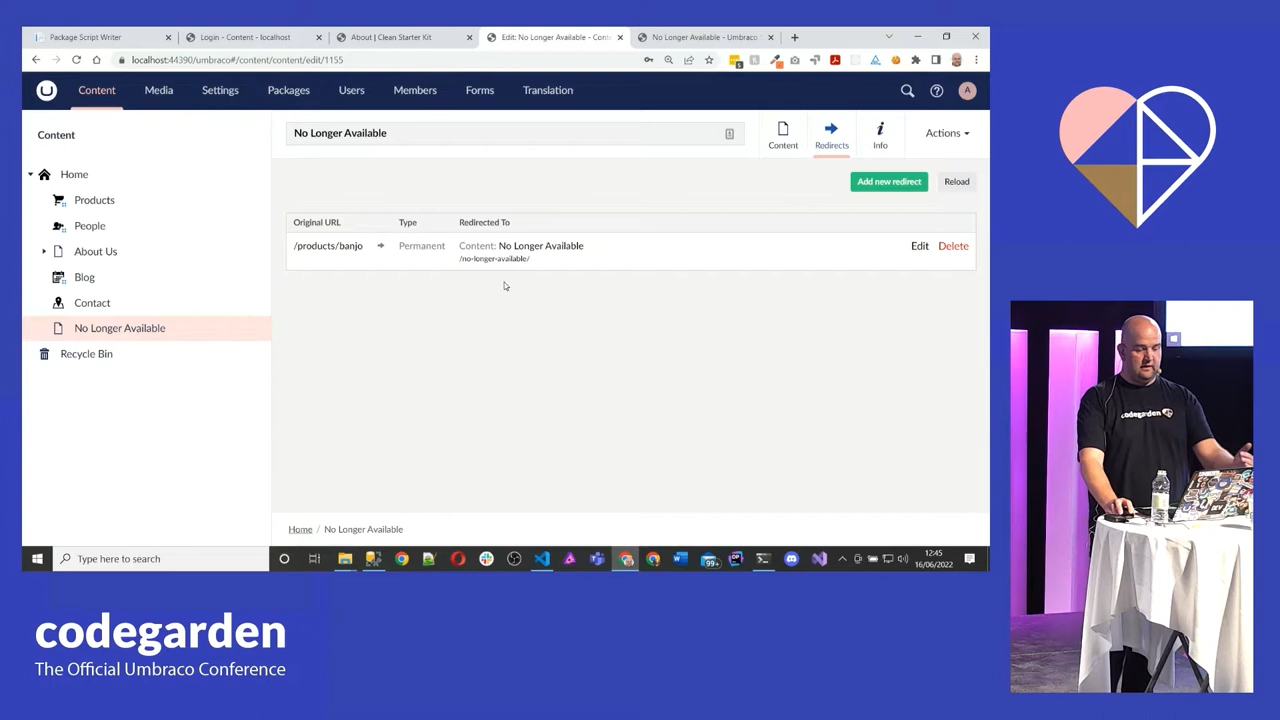 Package Script Writer
Login - Content - localhost
About | Clean Starter Kit
Edit: No Longer Available - Cont
No Longer Available - Umbraco
localhost:44390/umbraco#/content/content/edit/1155
Content
Media
Settings
Packages
Users
Members
Forms
Translation
A
Content
Home
Products
People
About Us
Blog
Contact
No Longer Available
Recycle Bin
No Longer Available
Content
Redirects
Info
Actions
Add new redirect
Reload
Original URL
Type
Redirected To
/products/banjo
Permanent
Content: No Longer Available
/no-longer-available/
Edit
Delete
Home / No Longer Available
Type here to search
99+
12:45
16/06/2022
codegarden
codegarden
The Official Umbraco Conference